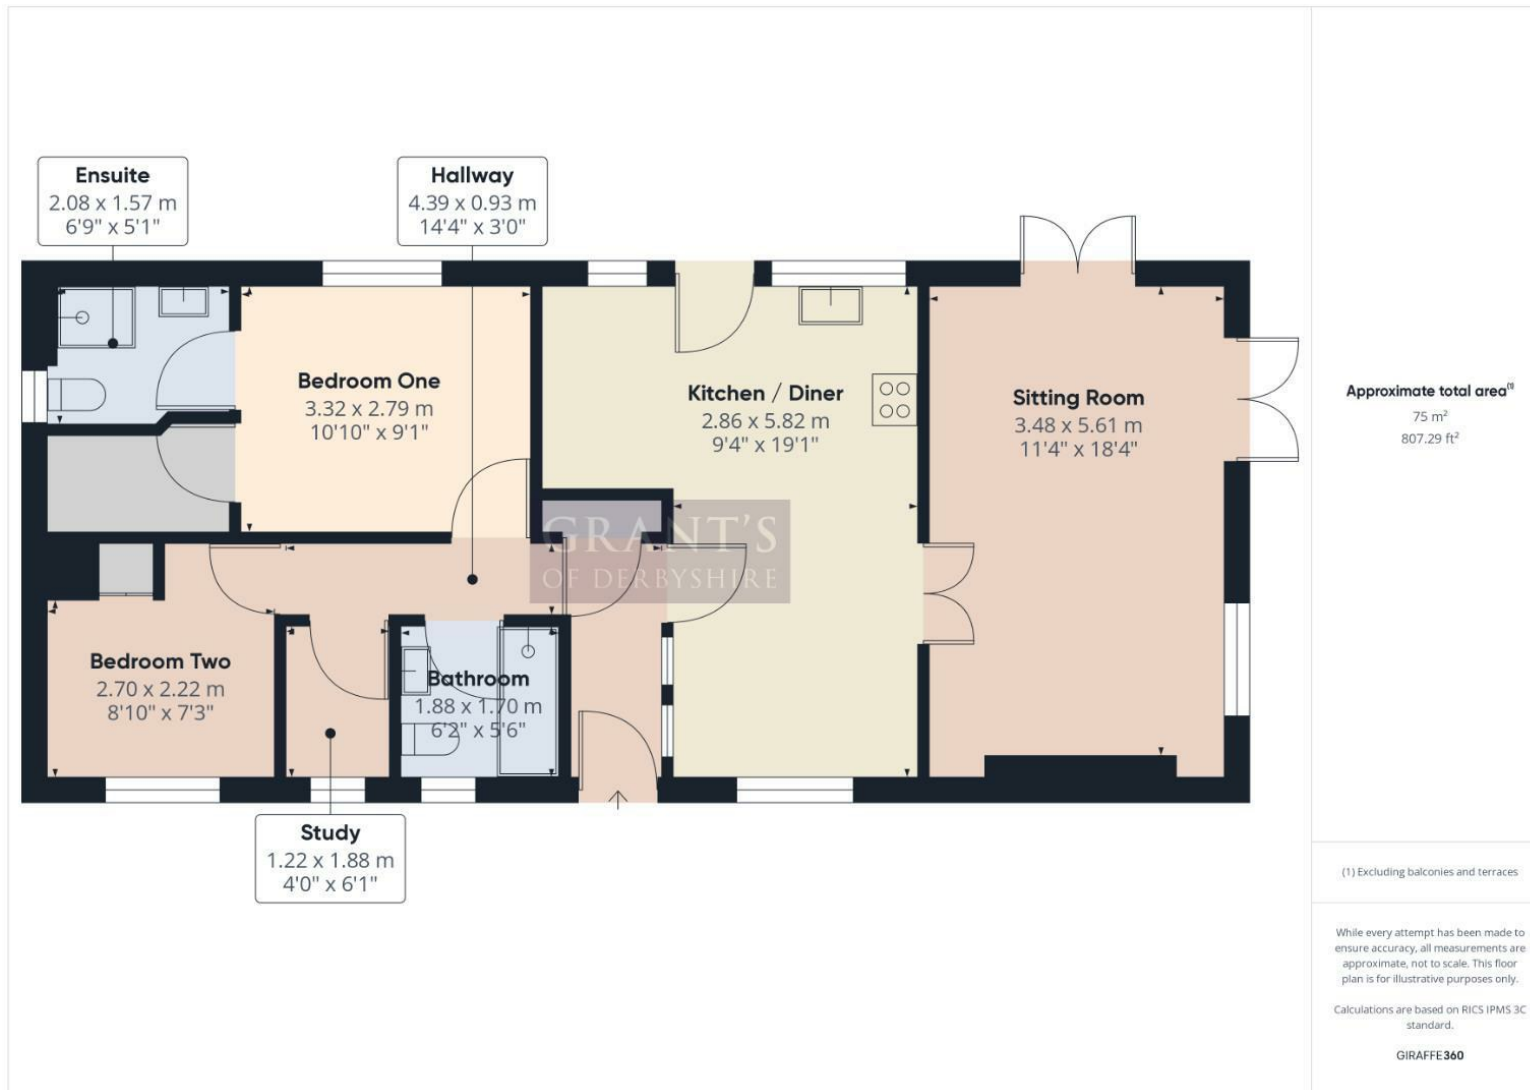 Ensuite
2.08 x 1.57 m
6'9" x 5'1"
Hallway
4.39 x 0.93 m
14'4" x 3'0"
Bedroom One
3.32 x 2.79 m
10'10" x 9'1"
Kitchen / Diner
2.86 x 5.82 m
9'4" x 19'1"
Sitting Room
3.48 x 5.61 m
11'4" x 18'4"
GRANT'S
OF DERBYSHIRE
Bedroom Two
2.70 x 2.22 m
8'10" x 7'3"
Bathroom
1.88 x 1.70 m
6'2" x 5'6"
Study
1.22 x 1.88 m
4'0" x 6'1"
Approximate total area(1)
75 m²
807.29 ft²
(1) Excluding balconies and terraces
While every attempt has been made to
ensure accuracy, all measurements are
approximate, not to scale. This floor
plan is for illustrative purposes only.
Calculations are based on RICS IPMS 3C
standard.
GIRAFFE360